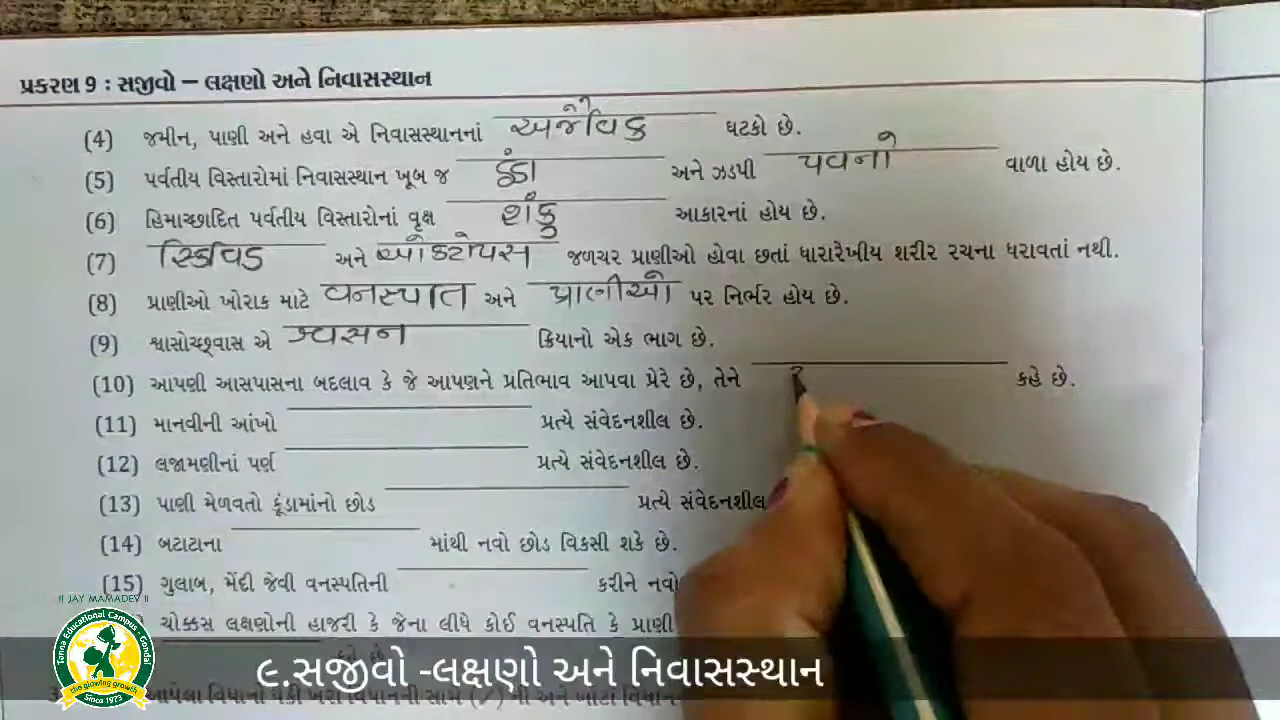 પ્રકરણ 9 : સજીવો – લક્ષણો અને નિવાસસ્થાન
(4) જમીન, પાણી અને હવા એ નિવાસસ્થાનનાં અજૈવિક ઘટકો છે.
(5) પર્વતીય વિસ્તારોમાં નિવાસસ્થાન ખૂબ જ ઠંડા અને ઝડપી પવનો વાળા હોય છે.
(6) હિમાચ્છાદિત પર્વતીય વિસ્તારોનાં વૃક્ષ શંકુ આકારનાં હોય છે.
(7) સ્ક્વિડ અને ઓક્ટોપસ જળચર પ્રાણીઓ હોવા છતાં ધારારેખીય શરીર રચના ધરાવતાં નથી.
(8) પ્રાણીઓ ખોરાક માટે વનસ્પતિ અને પ્રાણીઓ પર નિર્ભર હોય છે.
(9) શ્વાસોચ્છ્વાસ એ શ્વસન ક્રિયાનો એક ભાગ છે.
(10) આપણી આસપાસના બદલાવ કે જે આપણને પ્રતિભાવ આપવા પ્રેરે છે, તેને કહે છે.
(11) માનવીની આંખો પ્રત્યે સંવેદનશીલ છે.
(12) લજામણીનાં પર્ણ પ્રત્યે સંવેદનશીલ છે.
(13) પાણી મેળવતો કૂંડામાંનો છોડ પ્રત્યે સંવેદનશીલ
(14) બટાટાના માંથી નવો છોડ વિકસી શકે છે.
(15) ગુલાબ, મેંદી જેવી વનસ્પતિની કરીને નવો
ચોક્કસ લક્ષણોની હાજરી કે જેના લીધે કોઈ વનસ્પતિ કે પ્રાણી
|| JAY MAMADEV ||
Tanna Educational Campus - Gondal
the growing growth
Since 1973
૯.સજીવો -લક્ષણો અને નિવાસસ્થાન